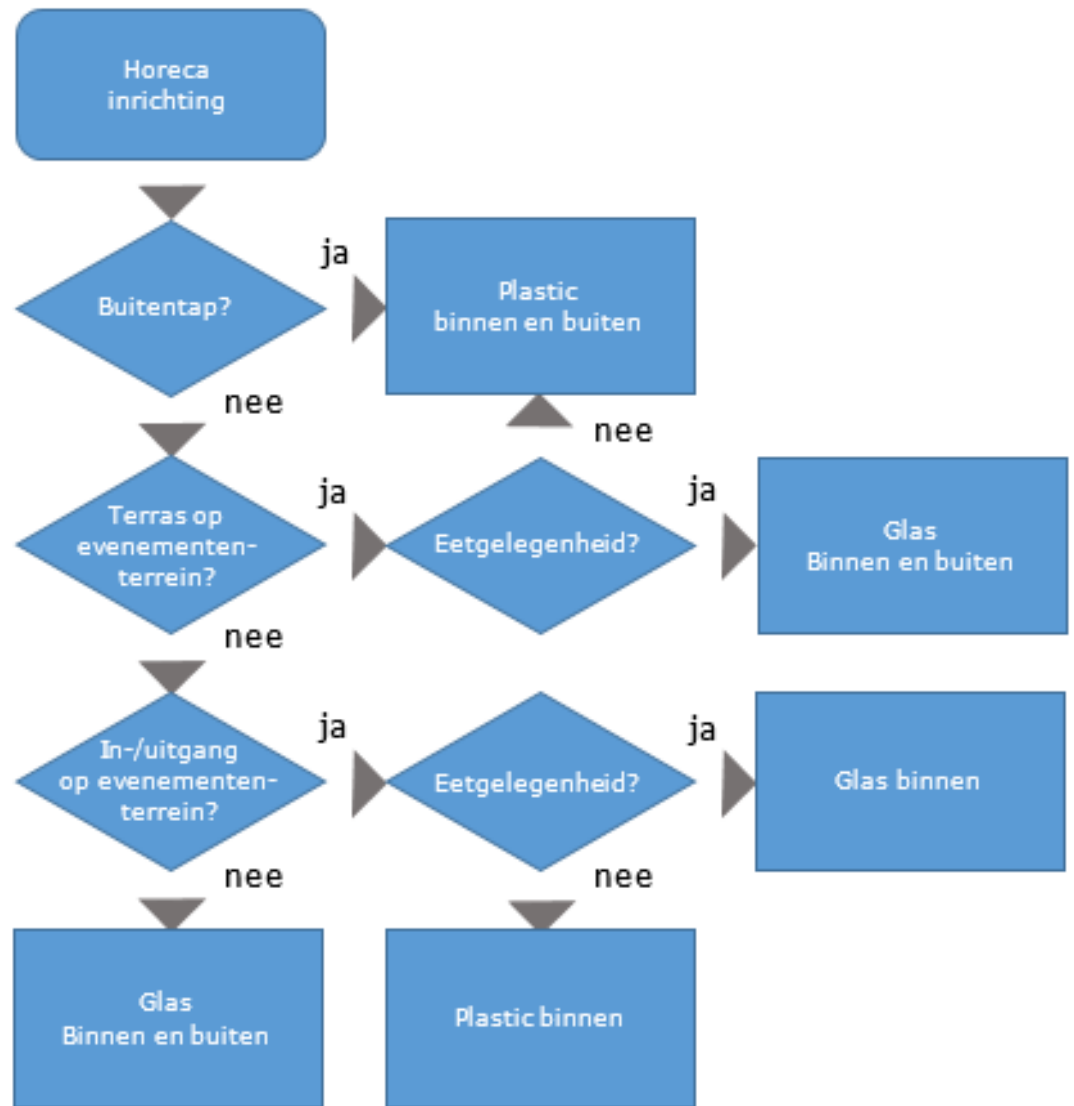 Horeca
inrichting
Buitentap?
ja
Plastic
binnen en buiten
nee
nee
Terras op
evenementen-
terrein?
ja
Eetgelegenheid?
ja
Glas
Binnen en buiten
nee
In-/uitgang
op evenementen-
terrein?
ja
Eetgelegenheid?
ja
Glas binnen
nee
nee
Glas
Binnen en buiten
Plastic binnen